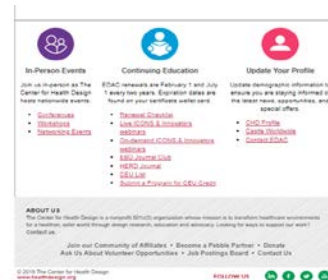 In-Person Events
Join us in-person as The
Center for Health Design
hosts nationwide events.
Conferences
Workshops
Networking Events
Continuing Education
EDAC renewals are February 1 and July
1 every two years. Expiration dates are
found on your certificate wallet card.
Renewal Checklist
Live (CONS & Innovators
webinars
On-demand (CONS & Innovators
webinars
EBD Journal Club
HERD Journal
CEU List
Submit a Program for CEU Credit
Update Your Profile
Update demographic information to
ensure you are staying informed o
the latest news, opportunities, and
special offers.
CHD Profile
Castle Worldwide
Contact EDAC
ABOUT US
The Center for Health Design is a nonprofit 501(c)(3) organization whose mission is to transform healthcare environments
for a healthier, safer world through design research, education and advocacy. Looking for ways to support our work?
Contact us.
Join our Community of Affiliates • Become a Pebble Partner • Donate
Ask Us About Volunteer Opportunities • Job Postings Board • Contact Us
© 2019 The Center for Health Design
www.healthdesign.org
FOLLOW US